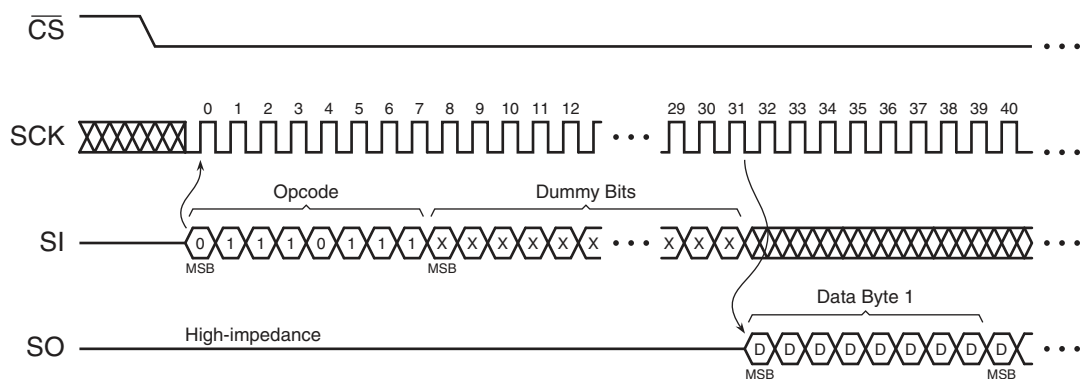 CS
SCK
0 1 2 3 4 5 6 7 8 9 10 11 12 29 30 31 32 33 34 35 36 37 38 39 40
Opcode Dummy Bits
SI
0 1 1 1 0 1 1 1 X X X X X X X X X
MSB MSB
Data Byte 1
High-impedance
SO
D D D D D D D D D
MSB MSB